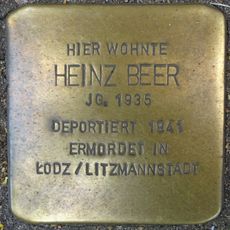 HIER WOHNTE
HEINZ BEER
JG. 1935
DEPORTIERT 1941
ERMORDET IN
ŁODZ/LITZMANNSTADT